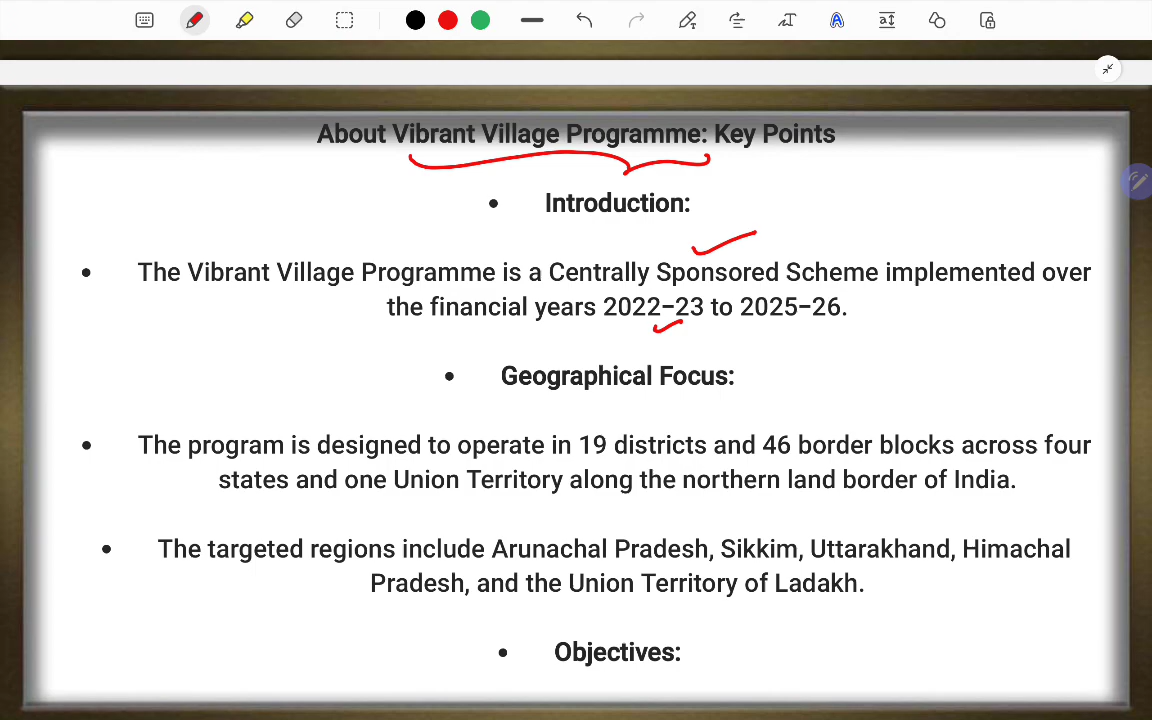 About Vibrant Village Programme: Key Points
• Introduction:
• The Vibrant Village Programme is a Centrally Sponsored Scheme implemented over
the financial years 2022-23 to 2025-26.
• Geographical Focus:
• The program is designed to operate in 19 districts and 46 border blocks across four
states and one Union Territory along the northern land border of India.
• The targeted regions include Arunachal Pradesh, Sikkim, Uttarakhand, Himachal
Pradesh, and the Union Territory of Ladakh.
• Objectives: